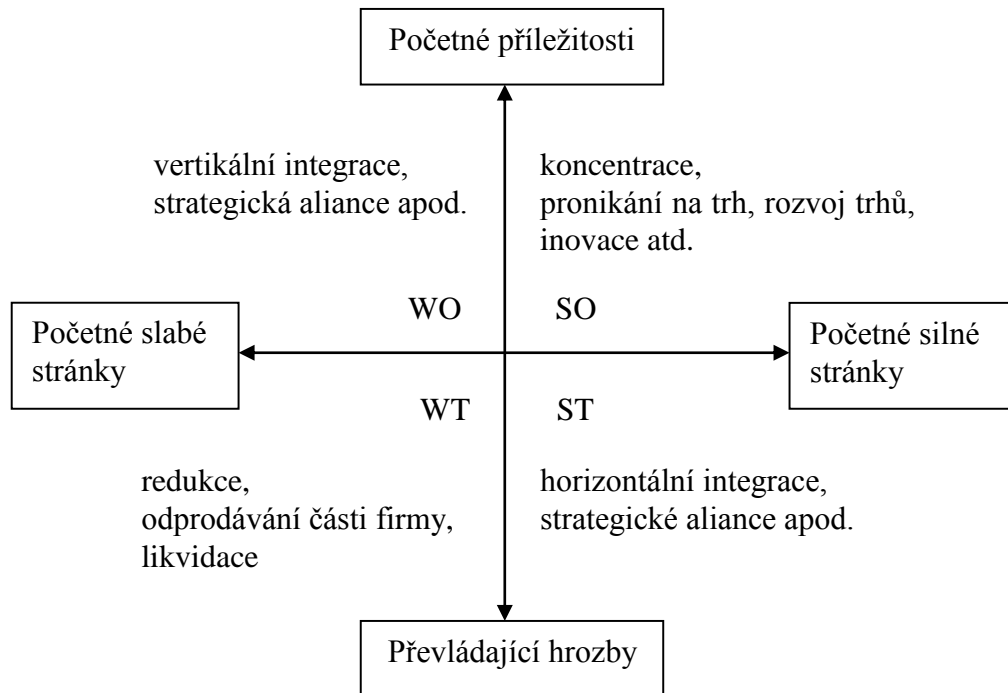 Početné příležitosti
vertikální integrace,
strategická aliance apod.
koncentrace,
pronikání na trh, rozvoj trhů,
inovace atd.
WO
SO
Početné slabé
stránky
Početné silné
stránky
WT
ST
redukce,
odprodávání části firmy,
likvidace
horizontální integrace,
strategické aliance apod.
Převládající hrozby